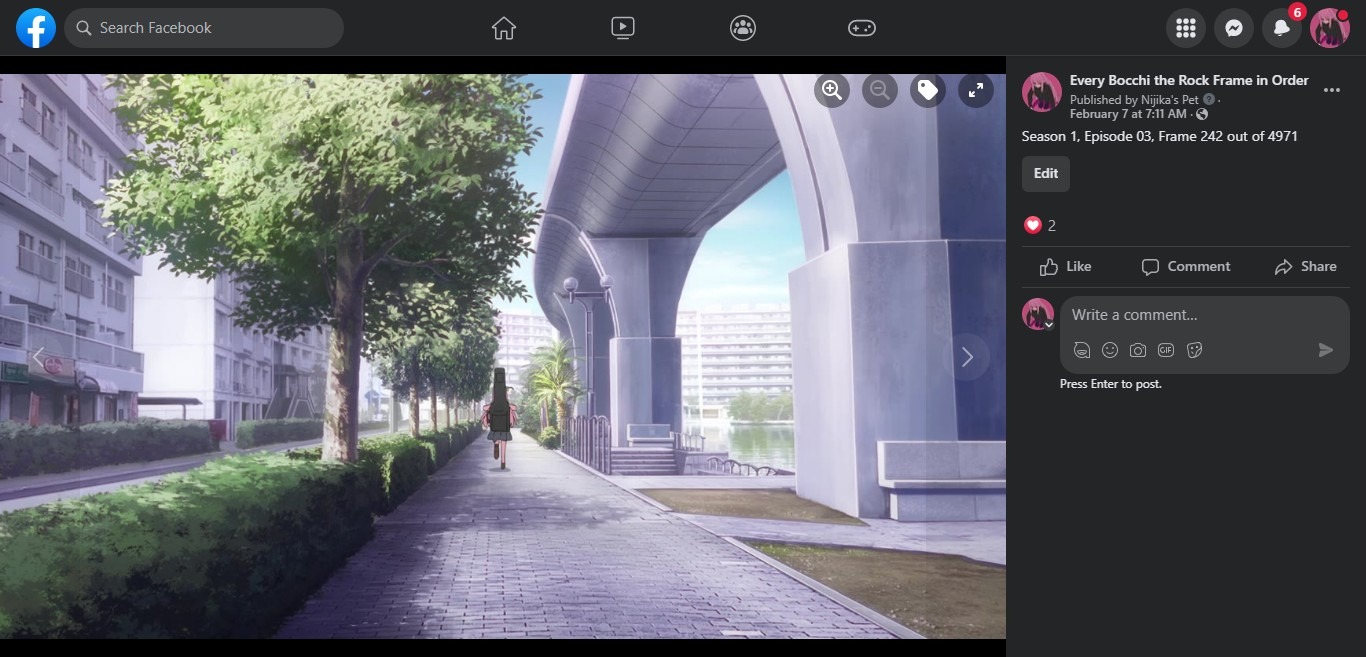 Search Facebook
6
Every Bocchi the Rock Frame in Order
Published by Nijika's Pet ·
February 7 at 7:11 AM ·
Season 1, Episode 03, Frame 242 out of 4971
Edit
2
Like
Comment
Share
Write a comment...
GIF
Press Enter to post.